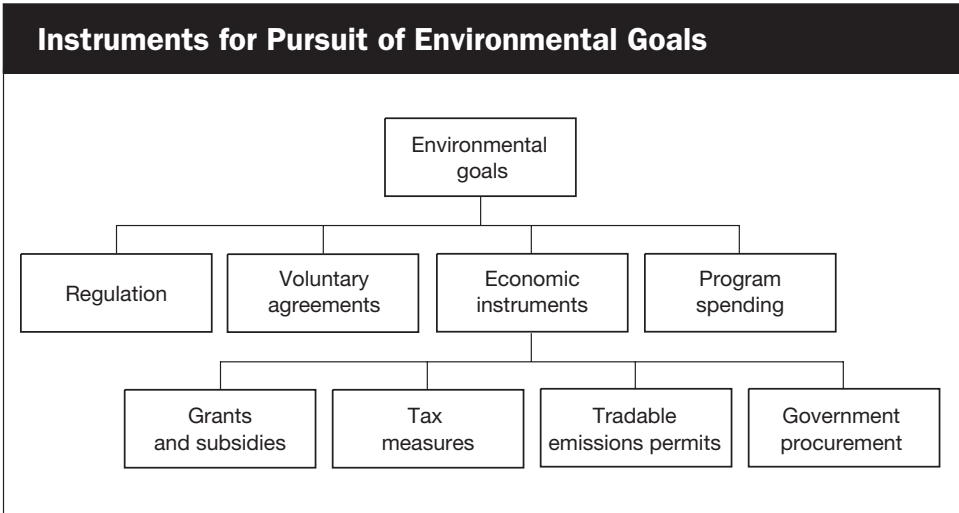 Instruments for Pursuit of Environmental Goals
Environmental
goals
Regulation
Voluntary
agreements
Economic
instruments
Program
spending
Grants
and subsidies
Tax
measures
Tradable
emissions permits
Government
procurement